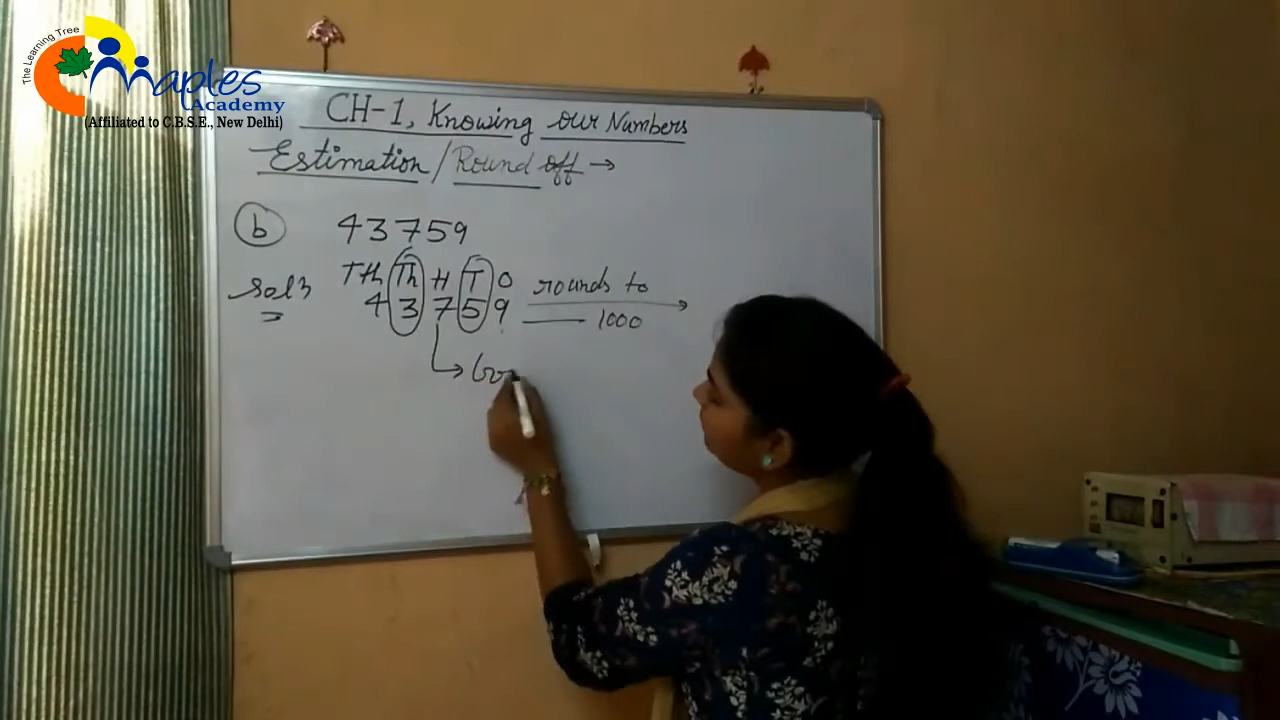 The Learning Tree
Maples
Academy
(Affiliated to C.B.S.E., New Delhi)
CH-1, Knowing our Numbers
Estimation / Round off →
b 43759
Soln TTh Th H T O rounds to
4 3 7 5 9 1000